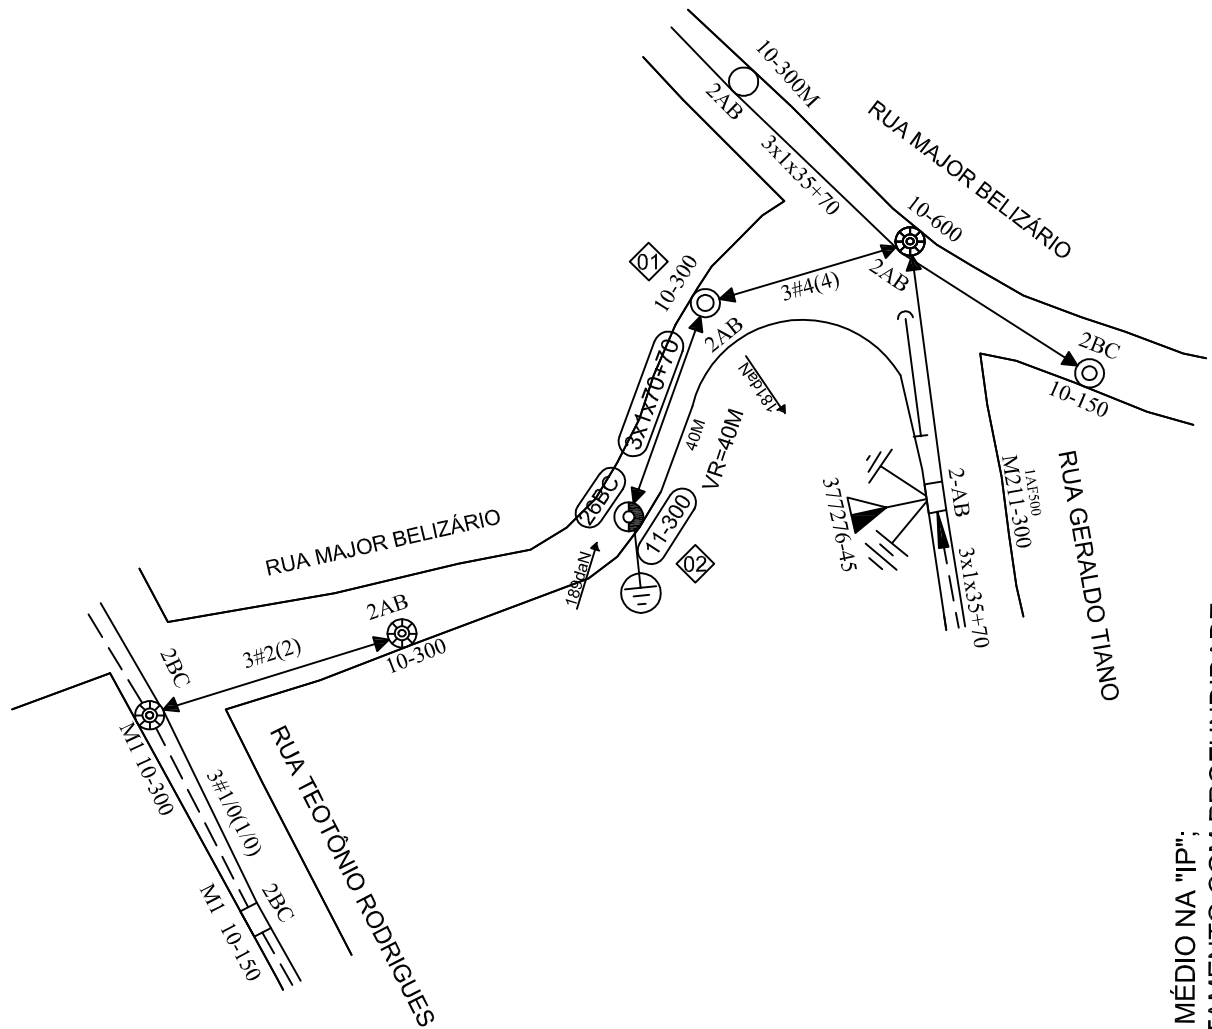 10-300M
2AB
3x1x35+70
RUA MAJOR BELIZÁRIO
10-600
2AB
01
10-300
3#4(4)
2AB
2BC
10-150
3x1x70+70
181daN
40M
VR=40M
26BC
11-300
02
189daN
377276-45
2-AB
3x1x35+70
1AF500
M211-300
RUA GERALDO TIANO
RUA MAJOR BELIZÁRIO
2AB
10-300
3#2(2)
2BC
M1 10-300
3#1/0(1/0)
2BC
M1 10-150
RUA TEOTÔNIO RODRIGUES
MÉDIO NA "IP";